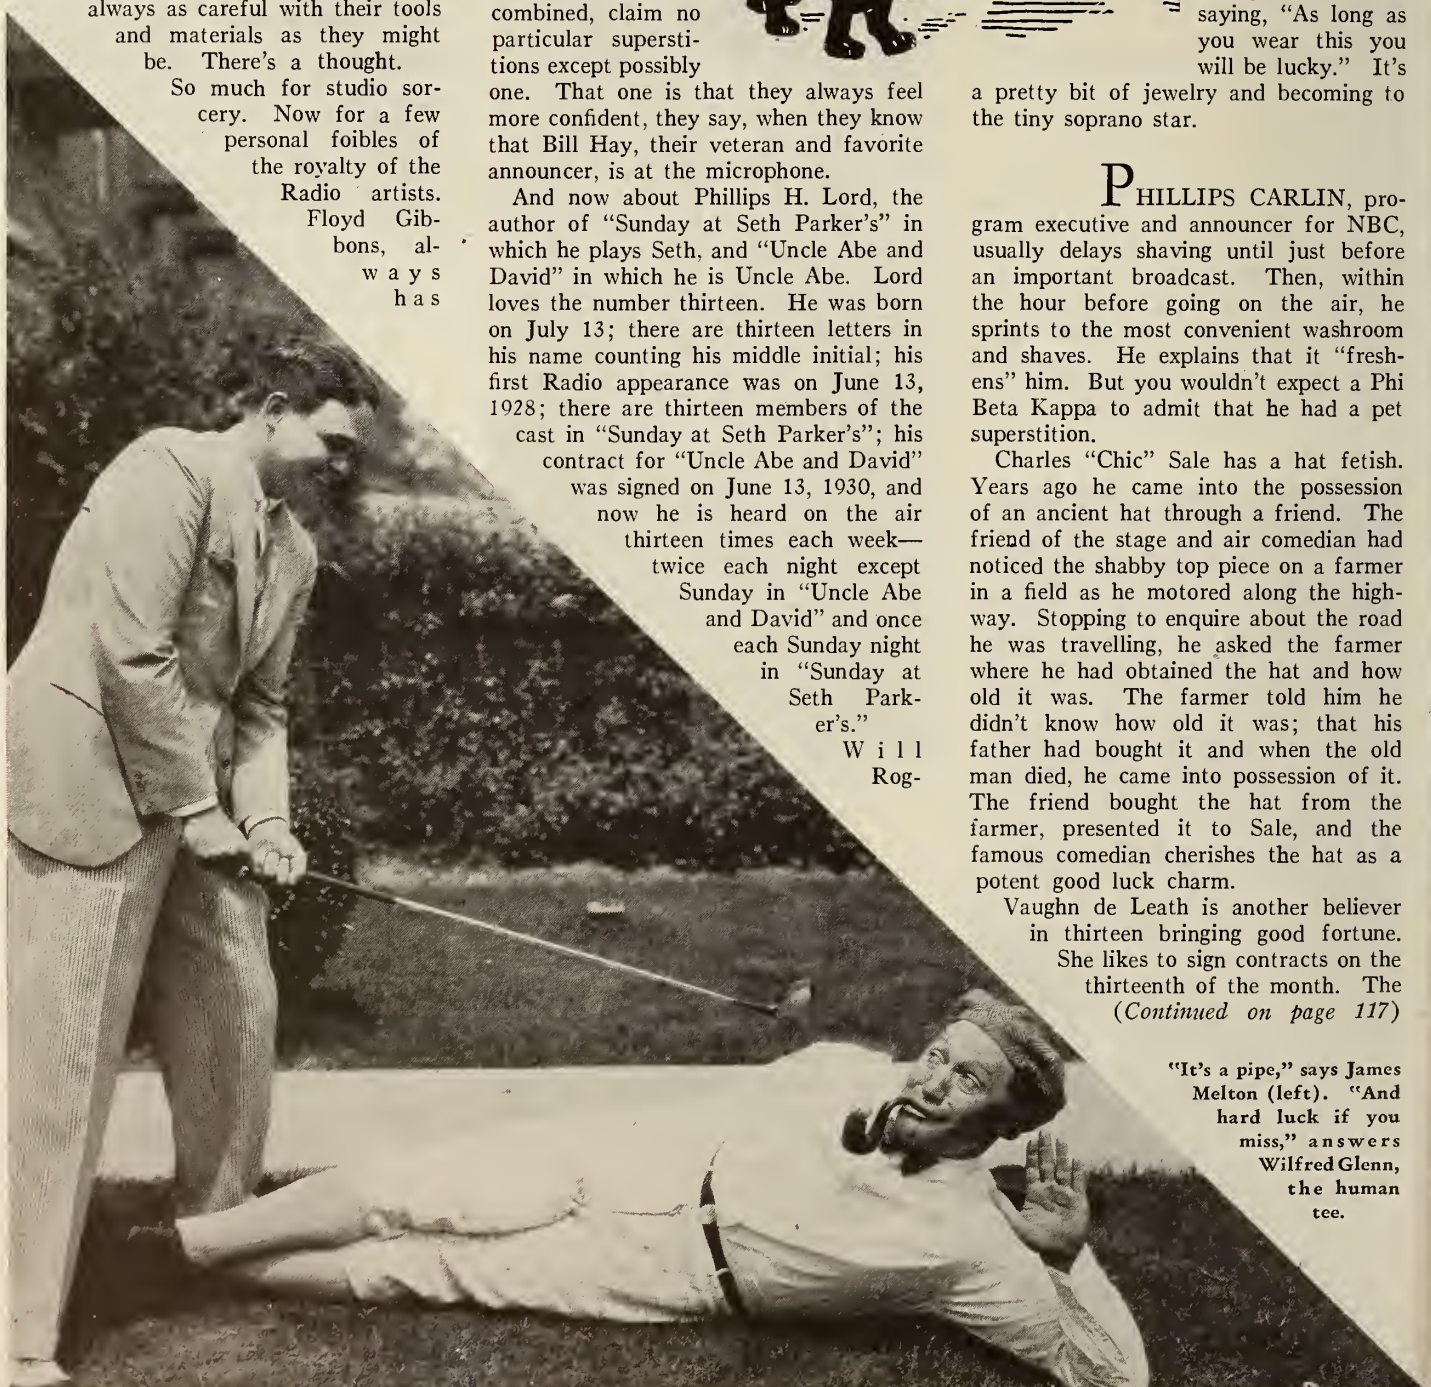 always as careful with their tools
and materials as they might
be. There's a thought.
So much for studio sor-
cery. Now for a few
personal foibles of
the royalty of the
Radio artists.
Floyd Gib-
bons, al-
ways
has
combined, claim no
particular supersti-
tions except possibly
one. That one is that they always feel
more confident, they say, when they know
that Bill Hay, their veteran and favorite
announcer, is at the microphone.
And now about Phillips H. Lord, the
author of "Sunday at Seth Parker's" in
which he plays Seth, and "Uncle Abe and
David" in which he is Uncle Abe. Lord
loves the number thirteen. He was born
on July 13; there are thirteen letters in
his name counting his middle initial; his
first Radio appearance was on June 13,
1928; there are thirteen members of the
cast in "Sunday at Seth Parker's"; his
contract for "Uncle Abe and David"
was signed on June 13, 1930, and
now he is heard on the air
thirteen times each week—
twice each night except
Sunday in "Uncle Abe
and David" and once
each Sunday night
in "Sunday at
Seth Park-
er's."
Will
Rog-
saying, "As long as
you wear this you
will be lucky." It's
a pretty bit of jewelry and becoming to
the tiny soprano star.
PHILLIPS CARLIN, pro-
gram executive and announcer for NBC,
usually delays shaving until just before
an important broadcast. Then, within
the hour before going on the air, he
sprints to the most convenient washroom
and shaves. He explains that it "fresh-
ens" him. But you wouldn't expect a Phi
Beta Kappa to admit that he had a pet
superstition.
Charles "Chic" Sale has a hat fetish.
Years ago he came into the possession
of an ancient hat through a friend. The
friend of the stage and air comedian had
noticed the shabby top piece on a farmer
in a field as he motored along the high-
way. Stopping to enquire about the road
he was travelling, he asked the farmer
where he had obtained the hat and how
old it was. The farmer told him he
didn't know how old it was; that his
father had bought it and when the old
man died, he came into possession of it.
The friend bought the hat from the
farmer, presented it to Sale, and the
famous comedian cherishes the hat as a
potent good luck charm.
Vaughn de Leath is another believer
in thirteen bringing good fortune.
She likes to sign contracts on the
thirteenth of the month. The
(Continued on page 117)
"It's a pipe," says James
Melton (left). "And
hard luck if you
miss," answers
Wilfred Glenn,
the human
tee.